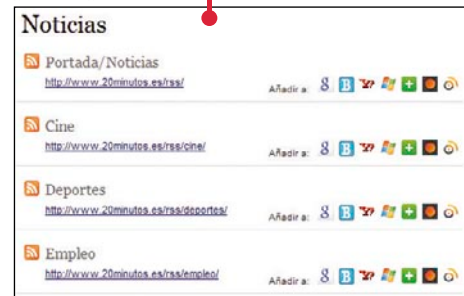 Noticias
Portada/Noticias
http://www.20minutos.es/rss/
Añadir a:
Cine
http://www.20minutos.es/rss/cine/
Añadir a:
Deportes
http://www.20minutos.es/rss/deportes/
Añadir a:
Empleo
http://www.20minutos.es/rss/empleo/
Añadir a: